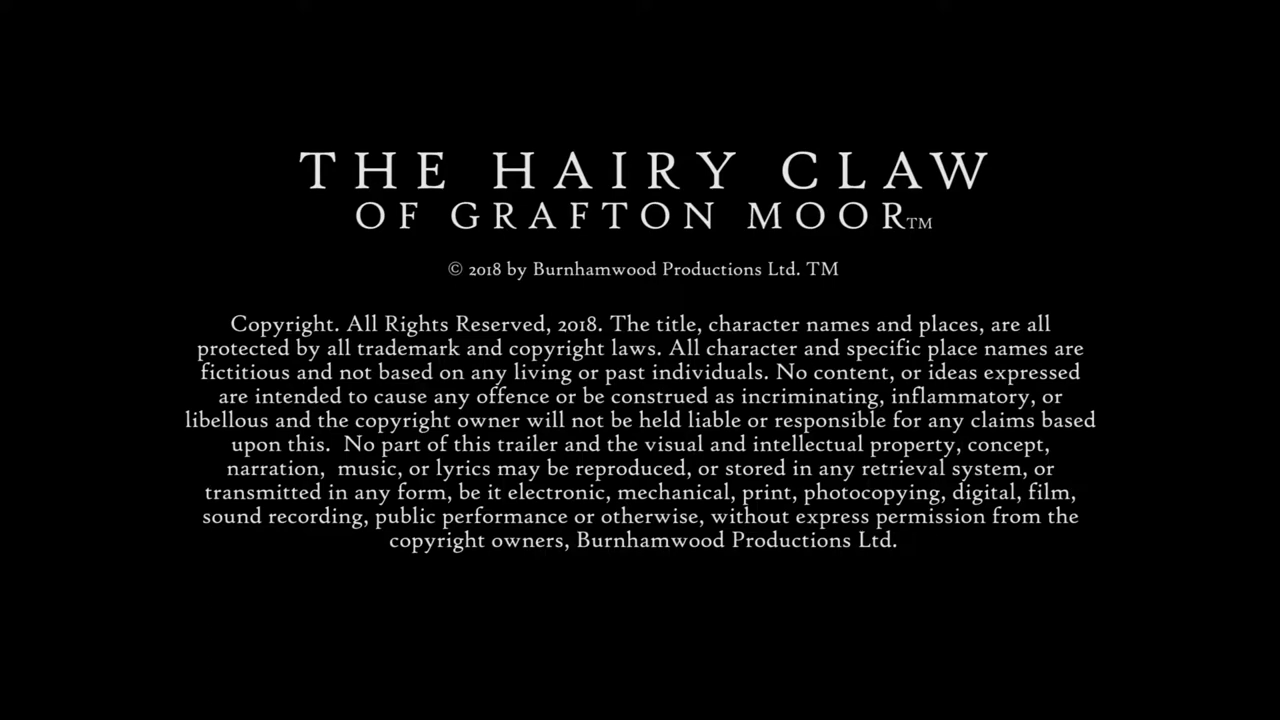 THE HAIRY CLAW
OF GRAFTON MOOR™
© 2018 by Burnhamwood Productions Ltd. TM
Copyright. All Rights Reserved, 2018. The title, character names and places, are all
protected by all trademark and copyright laws. All character and specific place names are
fictitious and not based on any living or past individuals. No content, or ideas expressed
are intended to cause any offence or be construed as incriminating, inflammatory, or
libellous and the copyright owner will not be held liable or responsible for any claims based
upon this.  No part of this trailer and the visual and intellectual property, concept,
narration,  music, or lyrics may be reproduced, or stored in any retrieval system, or
transmitted in any form, be it electronic, mechanical, print, photocopying, digital, film,
sound recording, public performance or otherwise, without express permission from the
copyright owners, Burnhamwood Productions Ltd.